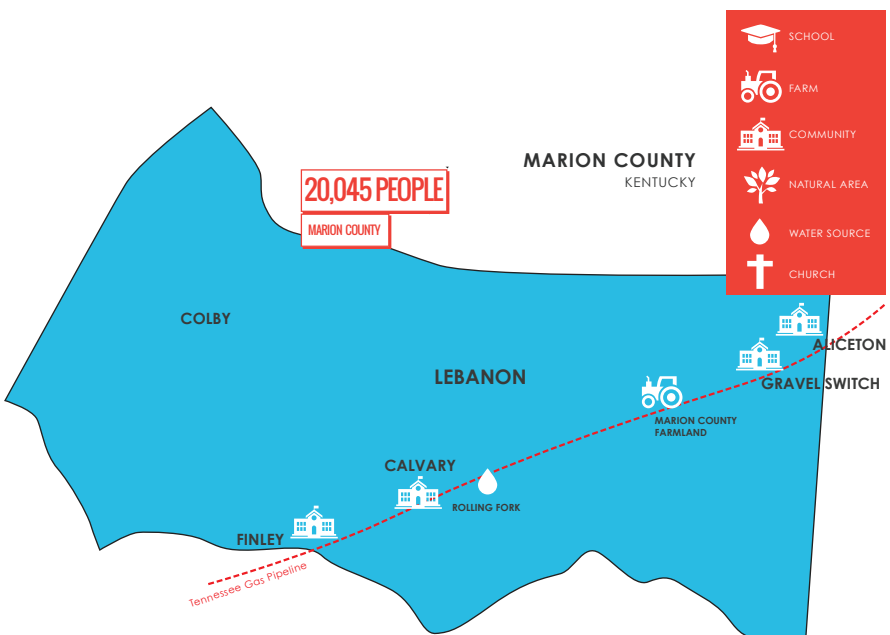 SCHOOL
FARM
COMMUNITY
NATURAL AREA
WATER SOURCE
CHURCH
MARION COUNTY
KENTUCKY
20,045 PEOPLE
MARION COUNTY
COLBY
LEBANON
ALICETON
GRAVEL SWITCH
MARION COUNTY
FARMLAND
CALVARY
ROLLING FORK
FINLEY
Tennessee Gas Pipeline